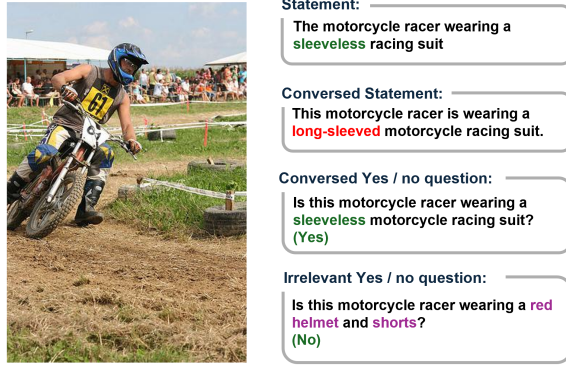 Statement:
The motorcycle racer wearing a
sleeveless racing suit
Conversed Statement:
This motorcycle racer is wearing a
long-sleeved motorcycle racing suit.
Conversed Yes / no question:
Is this motorcycle racer wearing a
sleeveless motorcycle racing suit?
(Yes)
Irrelevant Yes / no question:
Is this motorcycle racer wearing a red
helmet and shorts?
(No)
61